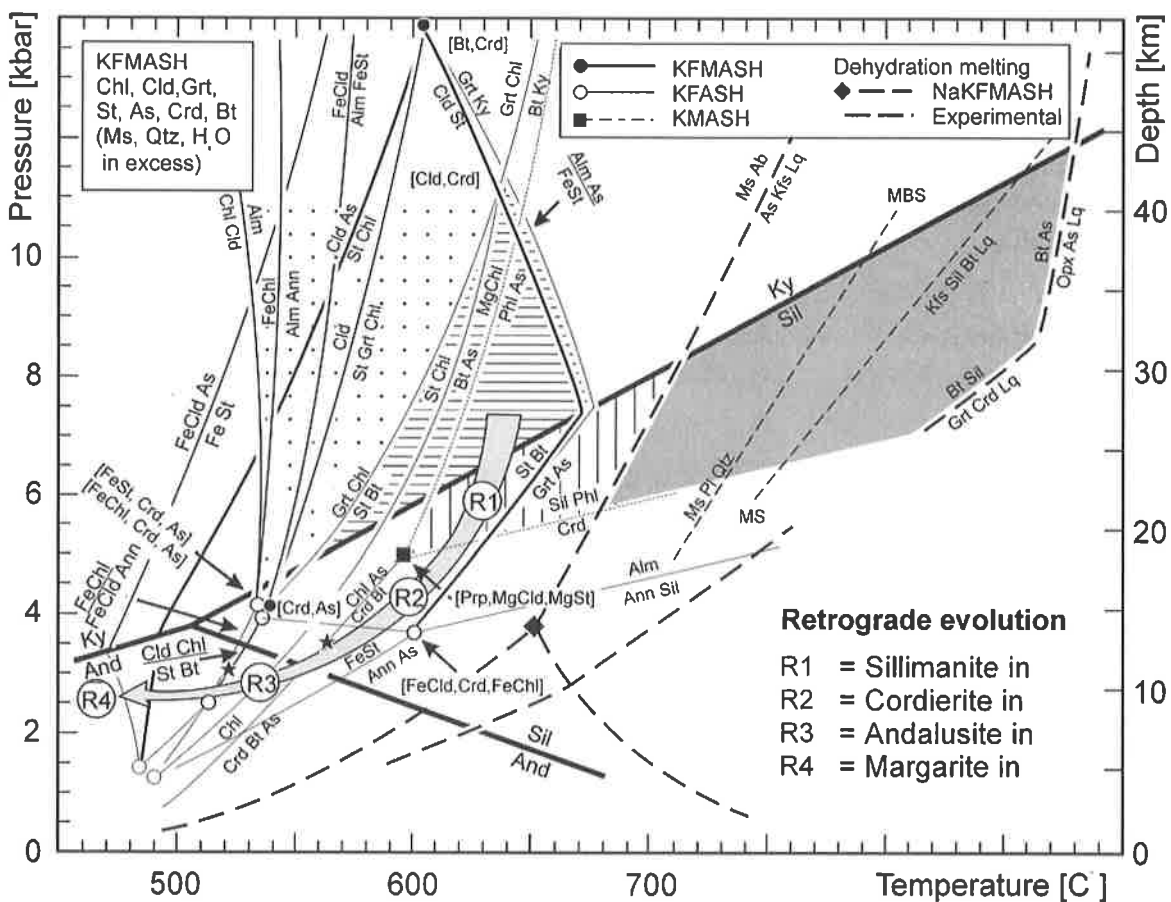 Pressure [kbar]
Depth [km]
Temperature [C ]
0
2
4
6
8
10
500
600
700
0
10
20
30
40
KFMASH
Chl, Cld,Grt,
St, As, Crd, Bt
(Ms, Qtz, H O
in excess)
KFMASH
KFASH
KMASH
Dehydration melting
NaKFMASH
Experimental
[Bt,Crd]
FeCld
Alm FeSt
Grt Ky
Cld St
Grt Chl
Bt Ky
Alm As
FeSt
[Cld,Crd]
Alm
Chl Cld
FeChl
Alm Ann
Cld As
St Chl
Cld
St Grt Chl
MgChl
Phl As
St Chl
Bt As
Ms Ab
As Kfs Lq
MBS
Kfs Sil Bt Lq
Ky
Sil
Bt As
Opx As Lq
Bt Sil
Grt Crd Lq
FeCld As
Fe St
Grt Chl
St Bt
St Bt
Grt As
R1
Sil Phl
Crd
Ms Pl Qtz
MS
[FeSt, Crd, As]
[FeChl, Crd, As]
FeChl
FeCld Ann
[Crd,As]
Chl As
Crd Bt
R2
[Prp,MgCld,MgSt]
Alm
Ann Sil
Ky
And
Cld Chl
St Bt
R3
R4
FeSt
Ann As
[FeCld,Crd,FeChl]
Chl
Crd Bt As
Sil
And
Retrograde evolution
R1 = Sillimanite in
R2 = Cordierite in
R3 = Andalusite in
R4 = Margarite in